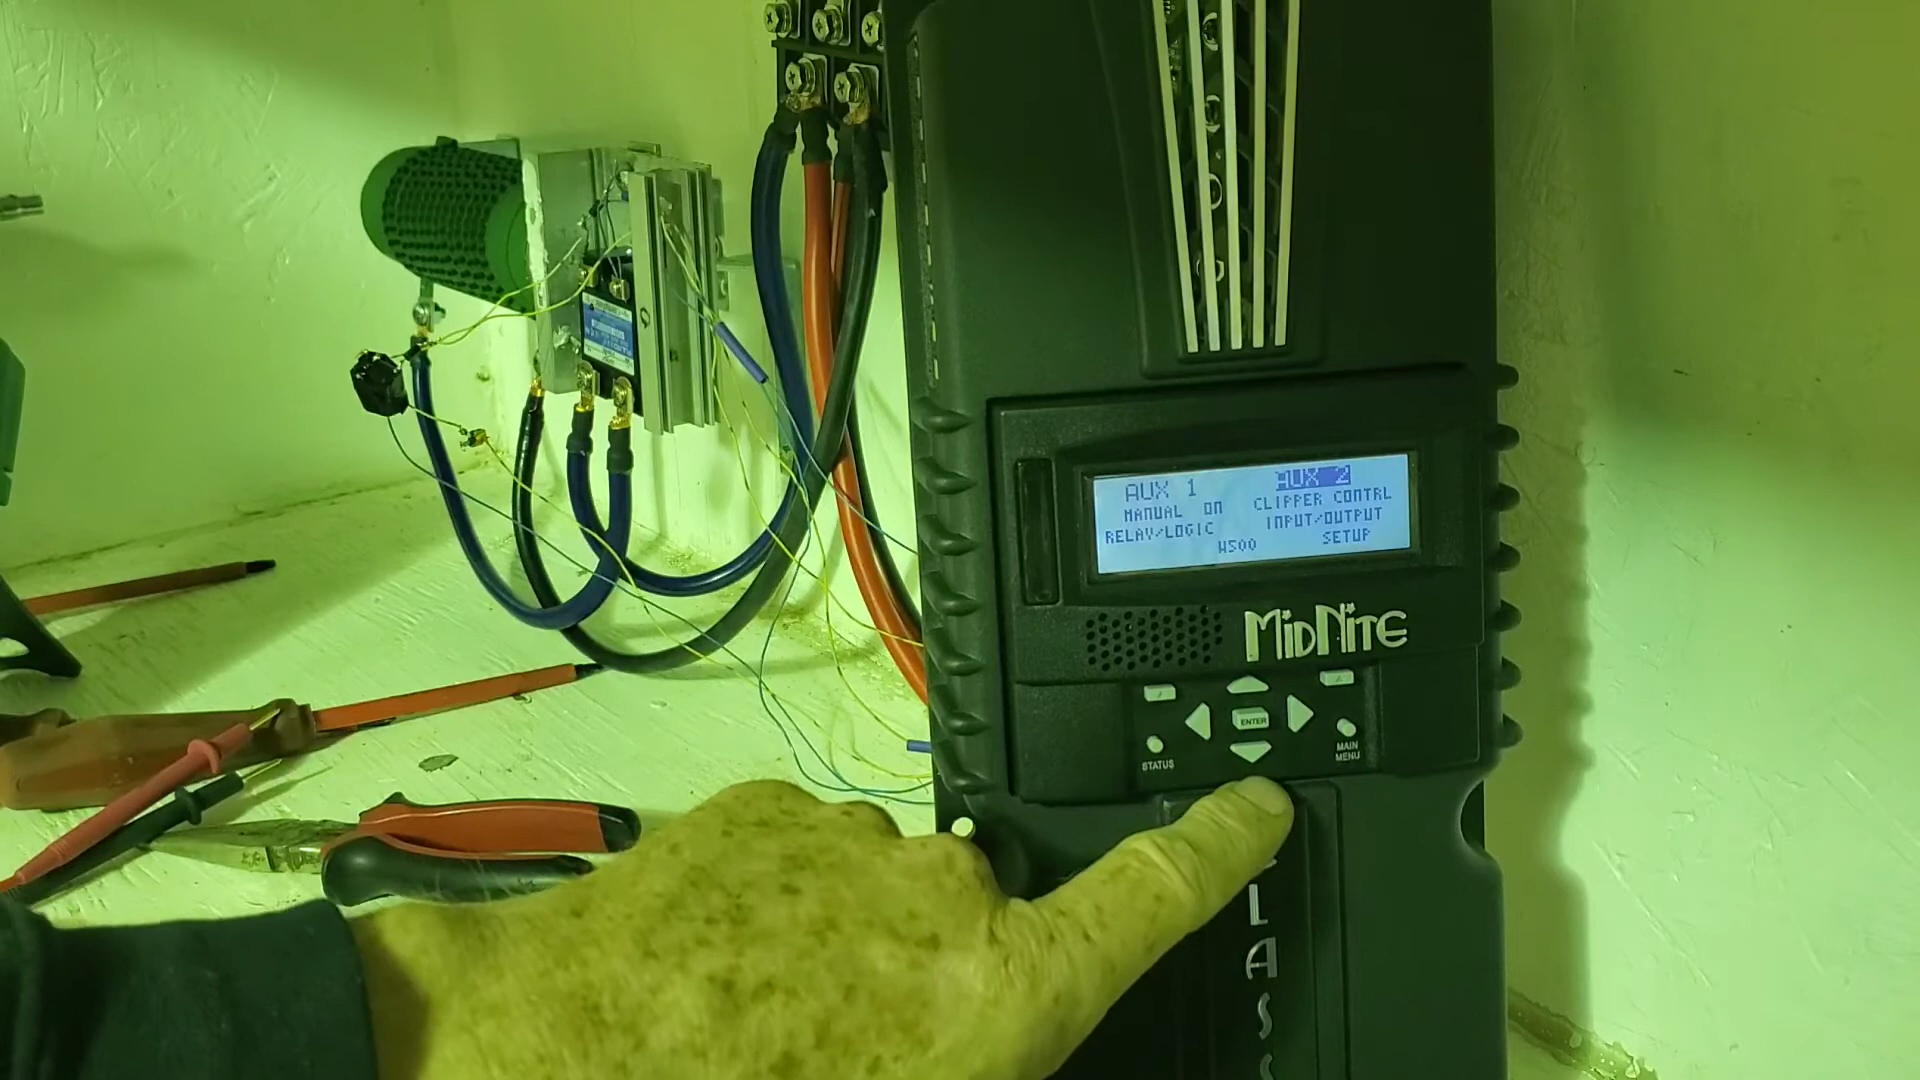 AUX 1 AUX 2
MANUAL ON CLIPPER CONTRL
RELAY/LOGIC INPUT/OUTPUT
WSOO SETUP
MIDNITE
ENTER
STATUS
MAIN
MENU
LASS